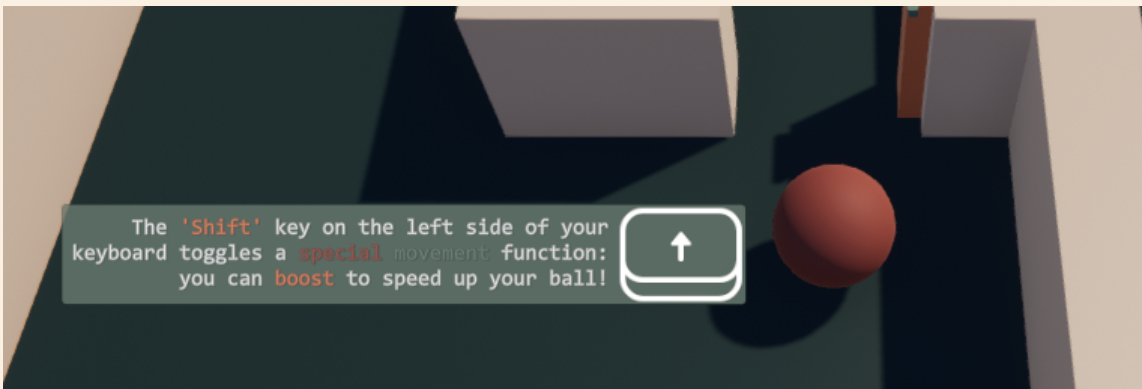 The 'Shift' key on the left side of your
keyboard toggles a special movement function:
you can boost to speed up your ball!